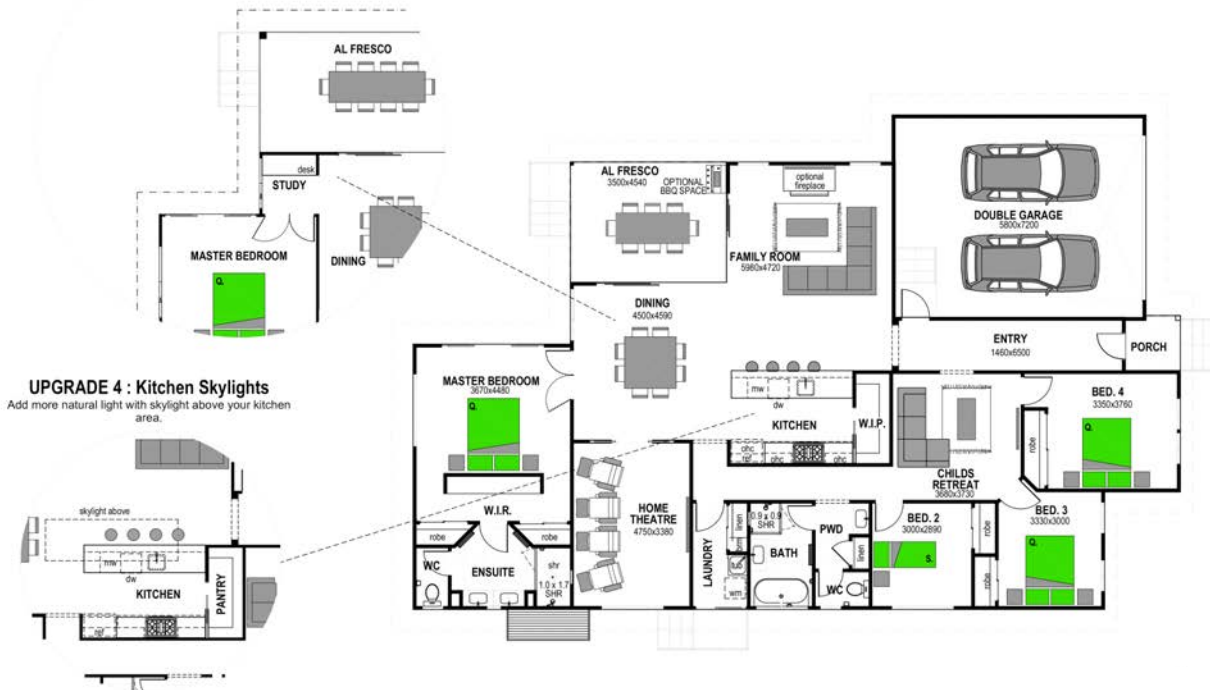 AL FRESCO
desk
STUDY
MASTER BEDROOM
DINING
Q.
UPGRADE 4 : Kitchen Skylights
Add more natural light with skylight above your kitchen
area.
skylight above
mw
dw
KITCHEN
PANTRY
ref
AL FRESCO
3500x4540
OPTIONAL
BBQ SPACE
optional
fireplace
FAMILY ROOM
5980x4720
DOUBLE GARAGE
5800x7200
DINING
4500x4590
ENTRY
1460x6500
PORCH
MASTER BEDROOM
3670x4480
Q.
mw
dw
KITCHEN
W.I.P.
ohc
ref
ohc
ohc
BED. 4
3350x3760
Q.
robe
CHILDS
RETREAT
3680x3730
W.I.R.
robe
robe
WC
ENSUITE
shr
1.0 x 1.7
SHR
HOME
THEATRE
4750x3380
LAUNDRY
linen
brm
tub
wm
0.9 x 0.9
SHR
BATH
PWD
linen
WC
BED. 2
3000x2890
S.
robe
robe
BED. 3
3330x3000
Q.